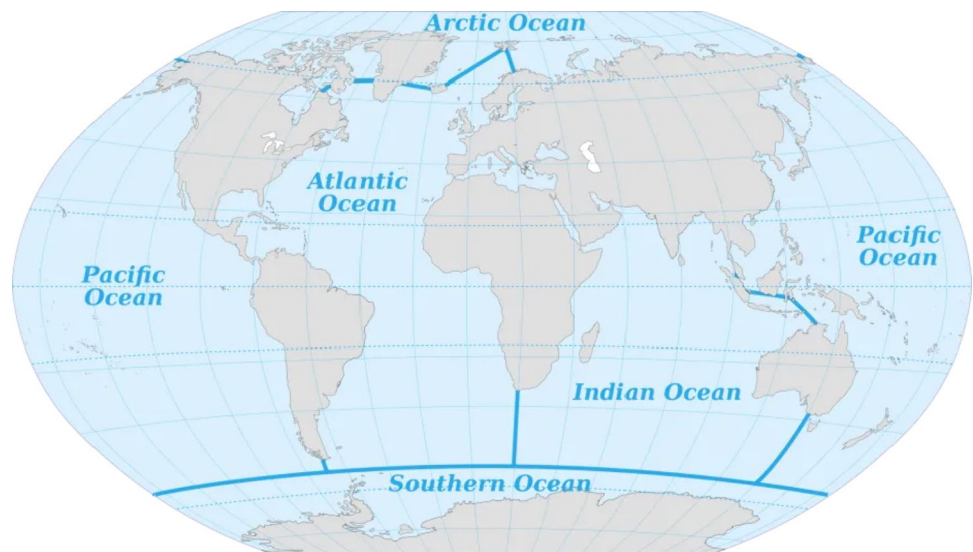 Arctic Ocean
Atlantic
Ocean
Pacific
Ocean
Pacific
Ocean
Indian Ocean
Southern Ocean